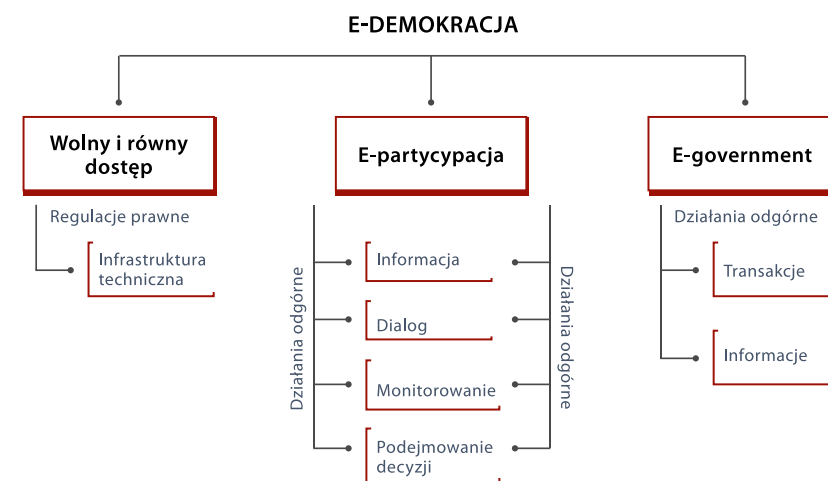 E-DEMOKRACJA
Wolny i równy
dostęp
Regulacje prawne
Infrastruktura
techniczna
E-partycypacja
Działania odgórne
Informacja
Dialog
Monitorowanie
Podejmowanie
decyzji
Działania odgórne
E-government
Działania odgórne
Transakcje
Informacje